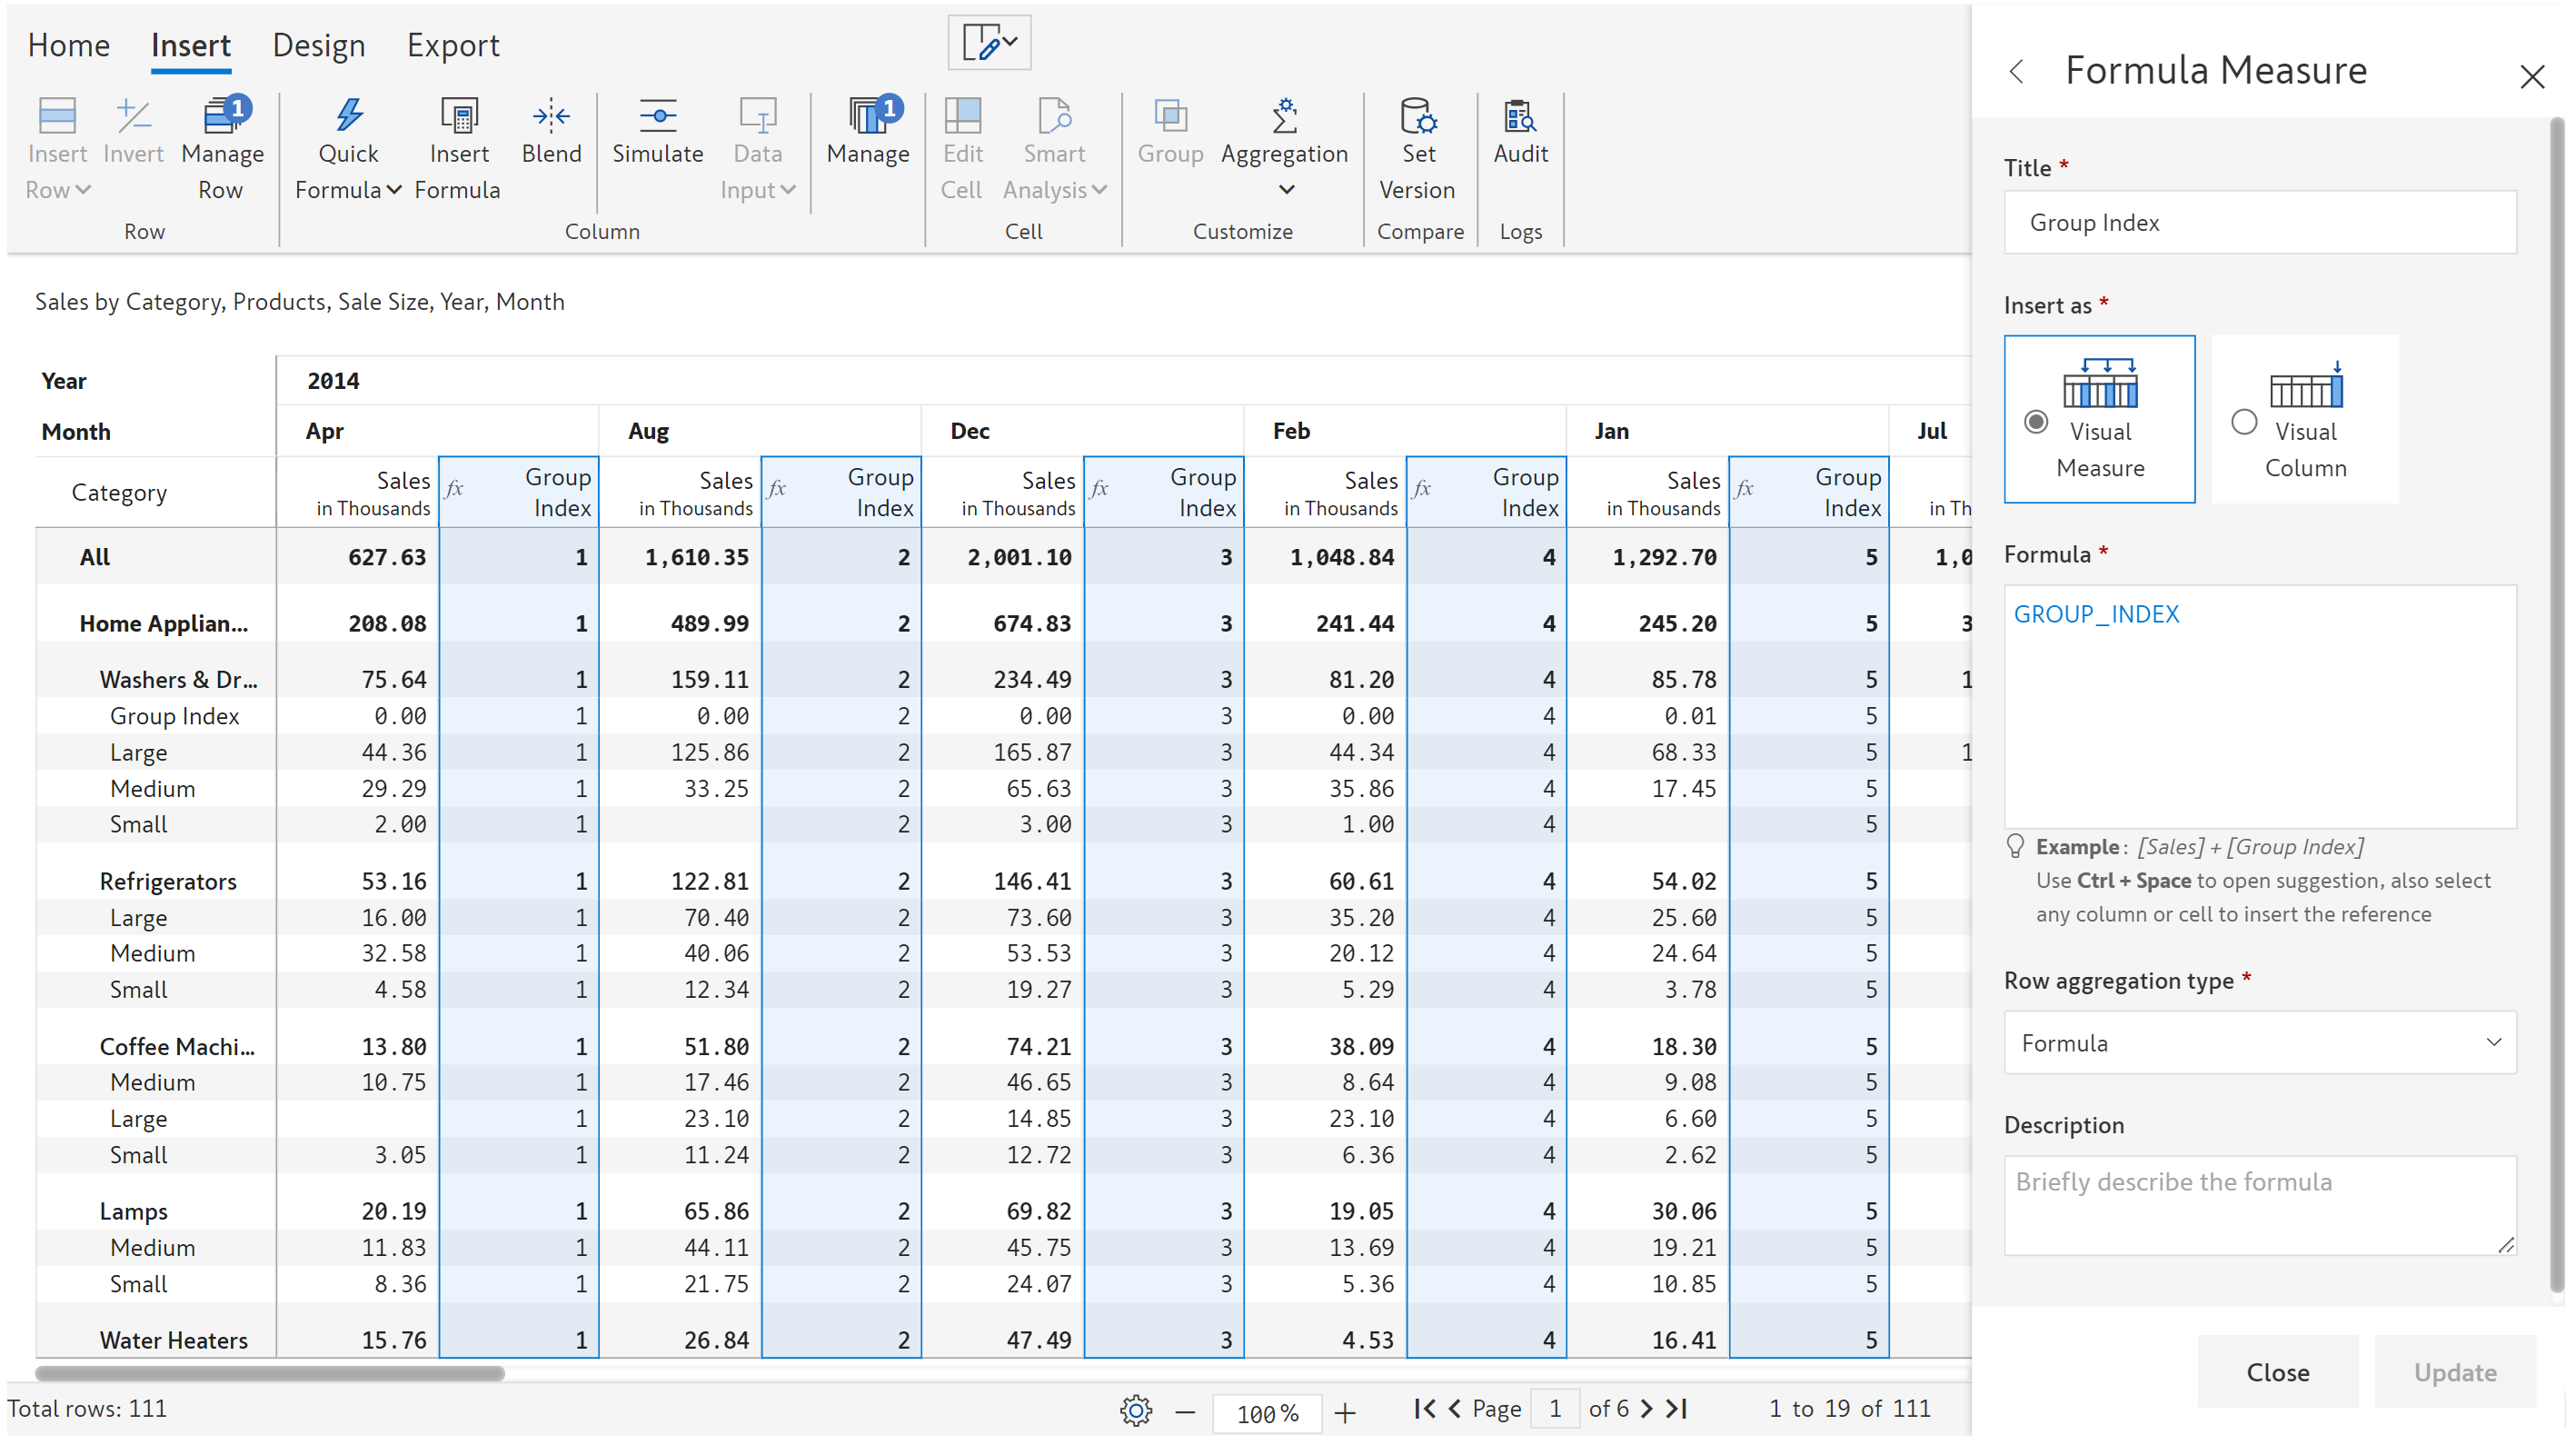 Home Insert Design Export
Insert Row Invert Manage Row 1 Quick Formula Insert Formula Blend Simulate Data Input Manage 1 Edit Cell Smart Analysis Group Aggregation Set Version Audit
Row Column Cell Customize Compare Logs
Sales by Category, Products, Sale Size, Year, Month
Year 2014
Month Apr Aug Dec Feb Jan Jul
Category Sales in Thousands fx Group Index Sales in Thousands fx Group Index Sales in Thousands fx Group Index Sales in Thousands fx Group Index Sales in Thousands fx Group Index in Th
All 627.63 1 1,610.35 2 2,001.10 3 1,048.84 4 1,292.70 5 1,0
Home Applian... 208.08 1 489.99 2 674.83 3 241.44 4 245.20 5 3
Washers & Dr... 75.64 1 159.11 2 234.49 3 81.20 4 85.78 5 1
Group Index 0.00 1 0.00 2 0.00 3 0.00 4 0.01 5
Large 44.36 1 125.86 2 165.87 3 44.34 4 68.33 5 1
Medium 29.29 1 33.25 2 65.63 3 35.86 4 17.45 5
Small 2.00 1 2 3.00 3 1.00 4 5
Refrigerators 53.16 1 122.81 2 146.41 3 60.61 4 54.02 5
Large 16.00 1 70.40 2 73.60 3 35.20 4 25.60 5
Medium 32.58 1 40.06 2 53.53 3 20.12 4 24.64 5
Small 4.58 1 12.34 2 19.27 3 5.29 4 3.78 5
Coffee Machi... 13.80 1 51.80 2 74.21 3 38.09 4 18.30 5
Medium 10.75 1 17.46 2 46.65 3 8.64 4 9.08 5
Large 1 23.10 2 14.85 3 23.10 4 6.60 5
Small 3.05 1 11.24 2 12.72 3 6.36 4 2.62 5
Lamps 20.19 1 65.86 2 69.82 3 19.05 4 30.06 5
Medium 11.83 1 44.11 2 45.75 3 13.69 4 19.21 5
Small 8.36 1 21.75 2 24.07 3 5.36 4 10.85 5
Water Heaters 15.76 1 26.84 2 47.49 3 4.53 4 16.41 5
Total rows: 111 100% Page 1 of 6 1 to 19 of 111
Formula Measure
Title *
Group Index
Insert as *
Visual Measure Visual Column
Formula *
GROUP_INDEX
Example: [Sales] + [Group Index]
Use Ctrl + Space to open suggestion, also select
any column or cell to insert the reference
Row aggregation type *
Formula
Description
Briefly describe the formula
Close Update